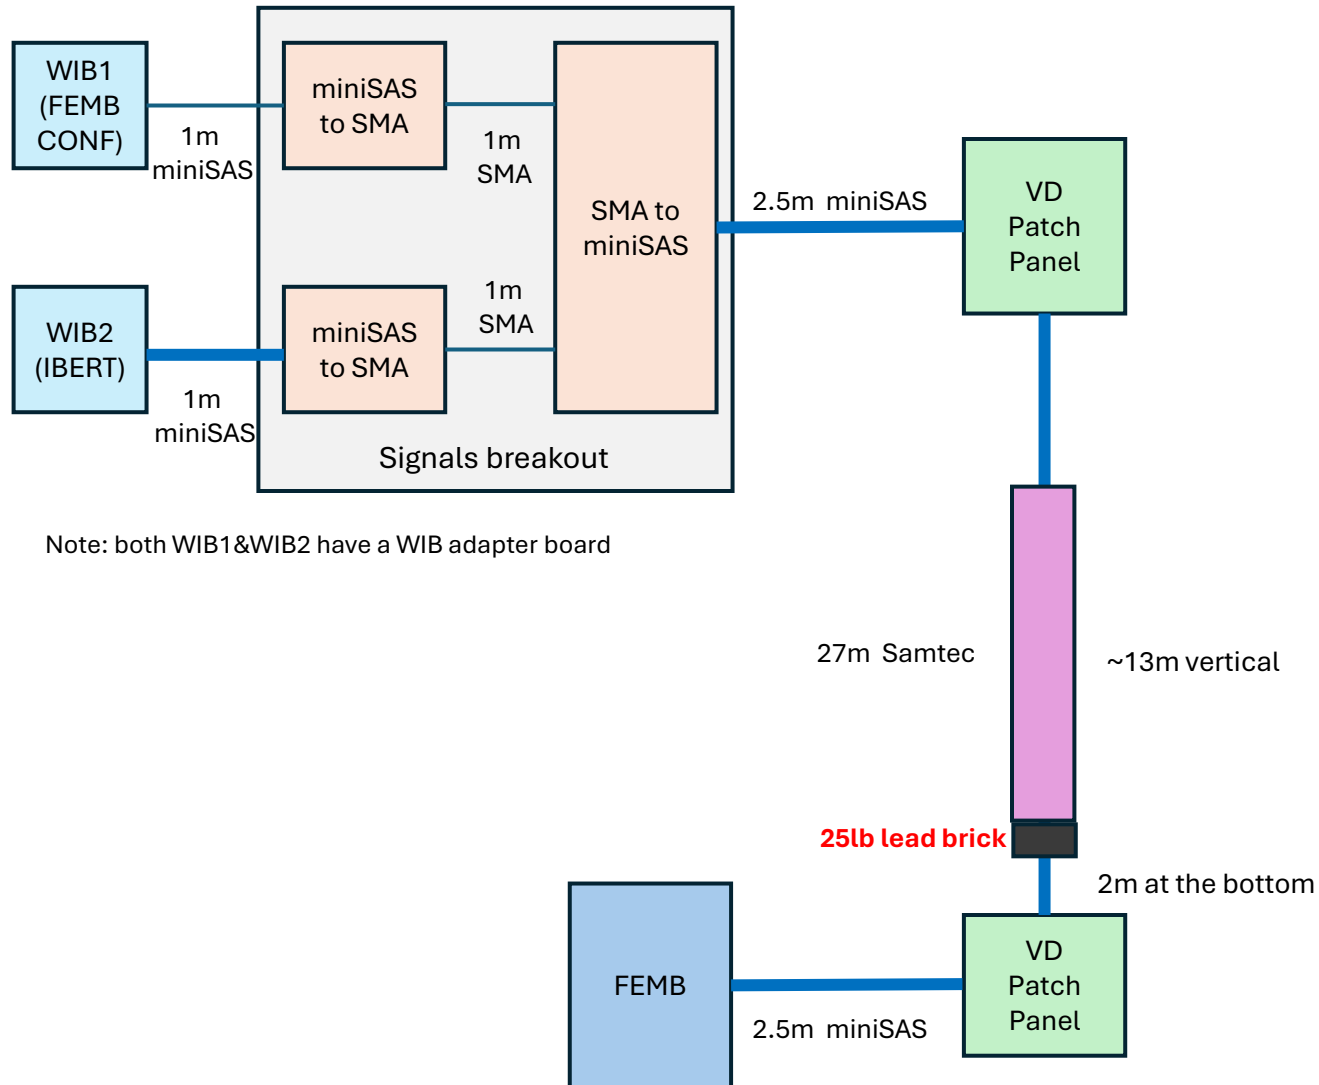 WIB1
(FEMB
CONF)
1m
miniSAS
miniSAS
to SMA
1m
SMA
SMA to
miniSAS
2.5m miniSAS
VD
Patch
Panel
WIB2
(IBERT)
1m
miniSAS
miniSAS
to SMA
1m
SMA
Signals breakout
Note: both WIB1&WIB2 have a WIB adapter board
27m Samtec
~13m vertical
25lb lead brick
2m at the bottom
FEMB
2.5m miniSAS
VD
Patch
Panel